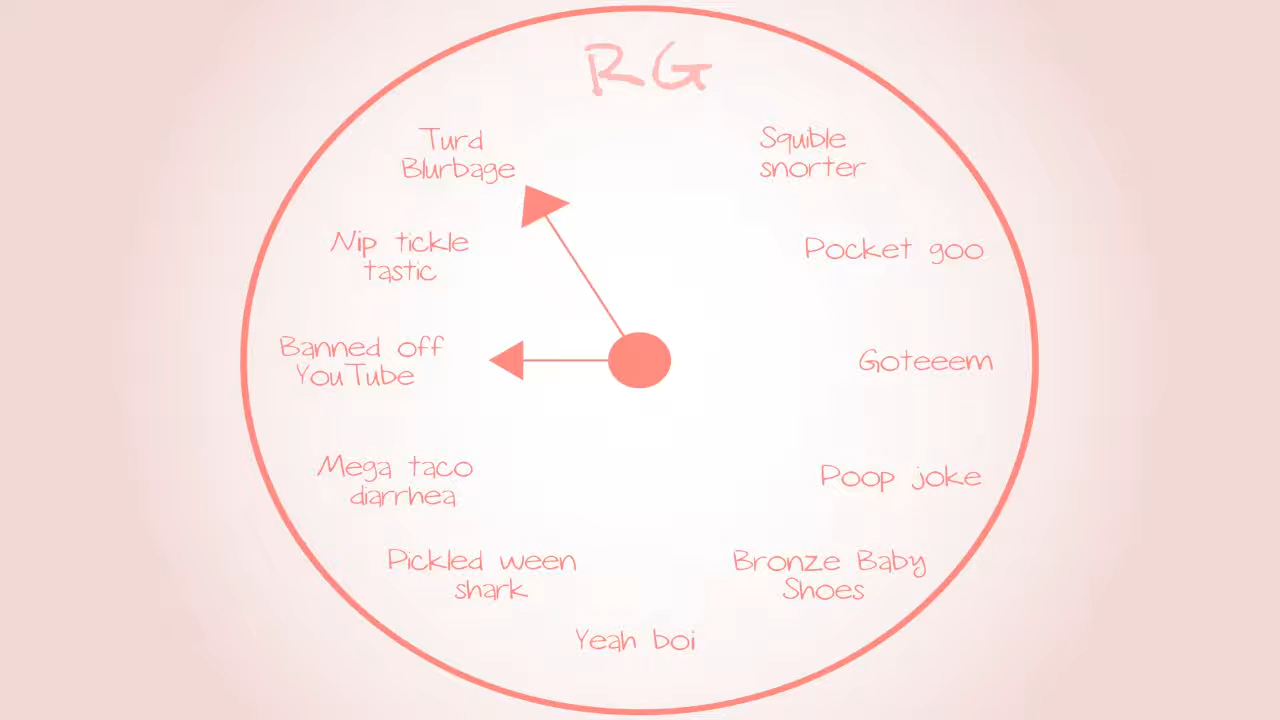 RG
Turd
Blurbage
Squible
snorter
Nip tickle
tastic
Pocket goo
Banned off
YouTube
Goteeem
Mega taco
diarrhea
Poop joke
Pickled ween
shark
Bronze Baby
Shoes
Yeah boi